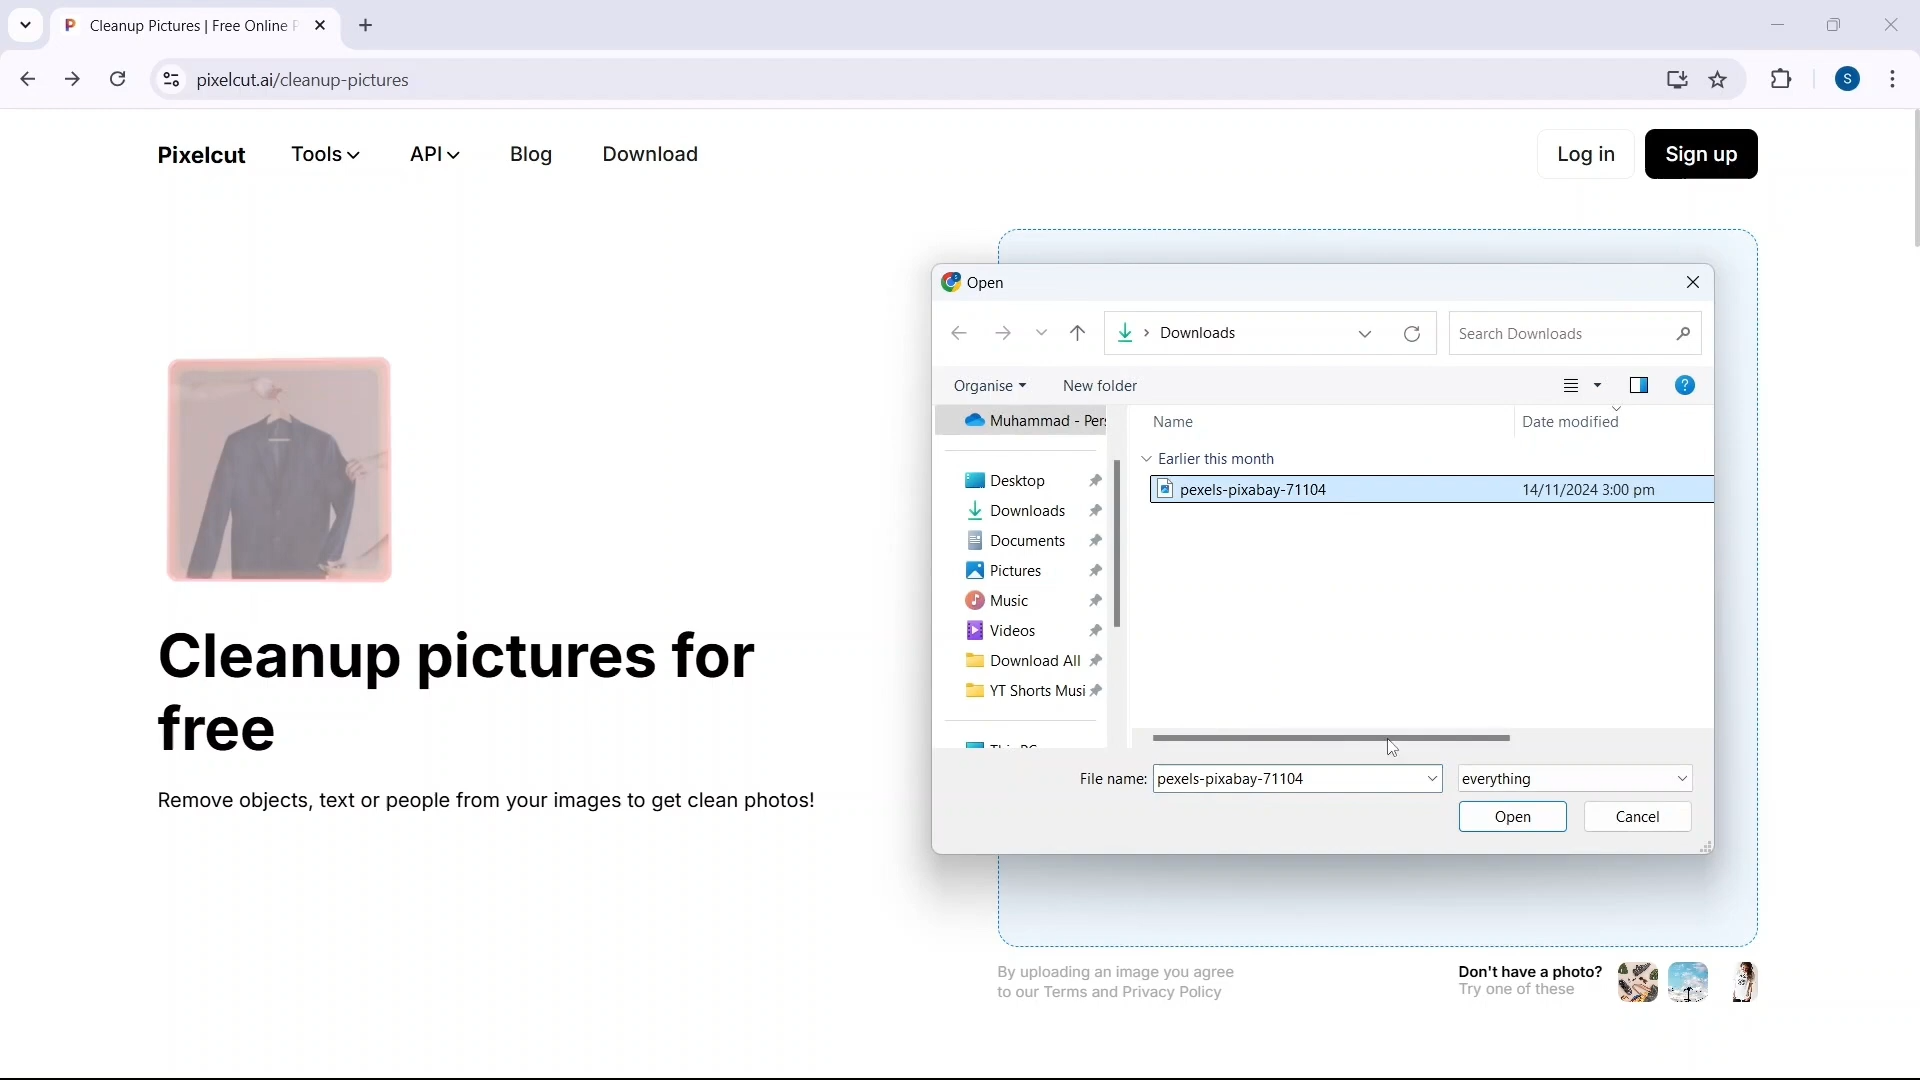 Cleanup Pictures | Free Online P
pixelcut.ai/cleanup-pictures
S
Pixelcut
Tools
API
Blog
Download
Log in
Sign up
Cleanup pictures for
free
Remove objects, text or people from your images to get clean photos!
Open
Downloads
Search Downloads
Organise
New folder
Muhammad - Pers
Desktop
Downloads
Documents
Pictures
Music
Videos
Download All
YT Shorts Musi
This PC
Name
Date modified
Earlier this month
pexels-pixabay-71104
14/11/2024 3:00 pm
File name:
pexels-pixabay-71104
everything
Open
Cancel
By uploading an image you agree
to our Terms and Privacy Policy
Don't have a photo?
Try one of these